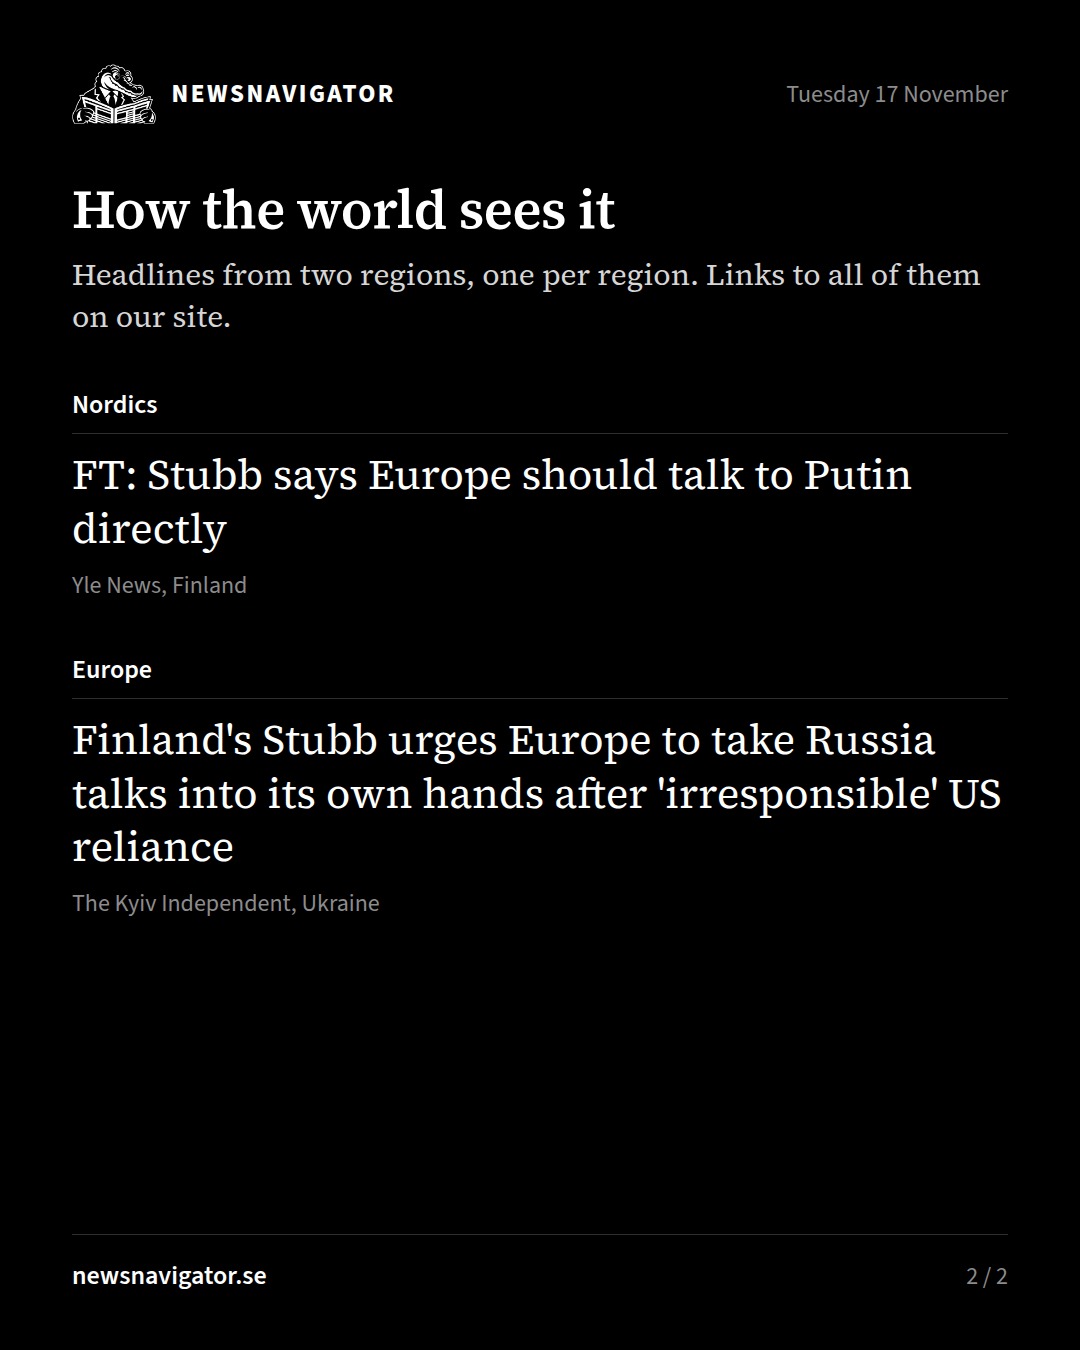 NEWSNAVIGATOR
Tuesday 17 November
How the world sees it
Headlines from two regions, one per region. Links to all of them
on our site.
Nordics
FT: Stubb says Europe should talk to Putin
directly
Yle News, Finland
Europe
Finland's Stubb urges Europe to take Russia
talks into its own hands after 'irresponsible' US
reliance
The Kyiv Independent, Ukraine
newsnavigator.se
2 / 2